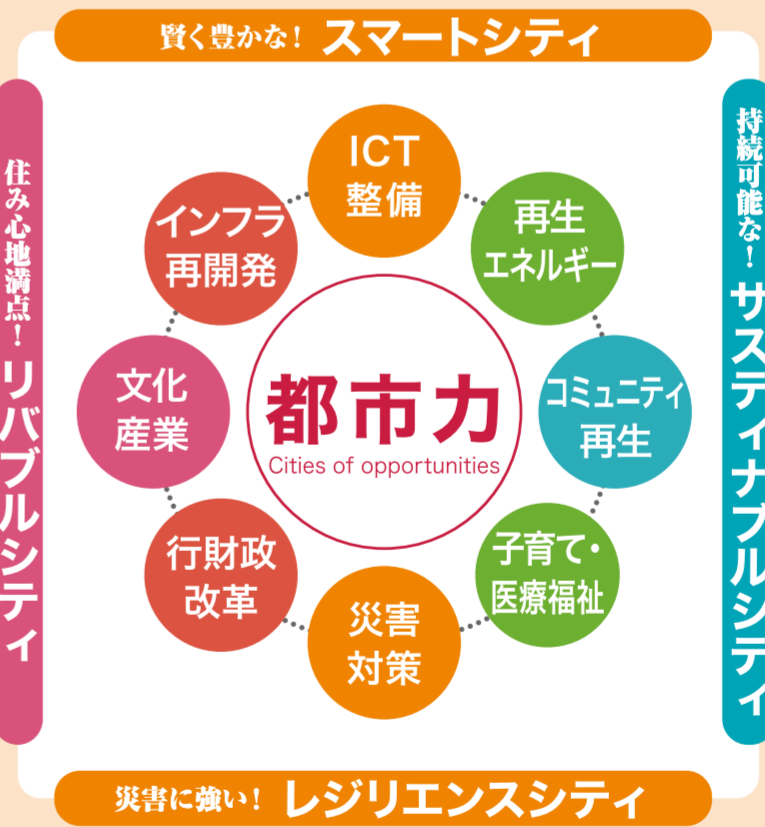 賢く豊かな! スマートシティ
住み心地満点! リバブルシティ
持続可能な! サスティナブルシティ
ICT
整備
インフラ
再開発
再生
エネルギー
文化
産業
都市力
Cities of opportunities
コミュニティ
再生
行財政
改革
子育て・
医療福祉
災害
対策
災害に強い! レジリエンスシティ